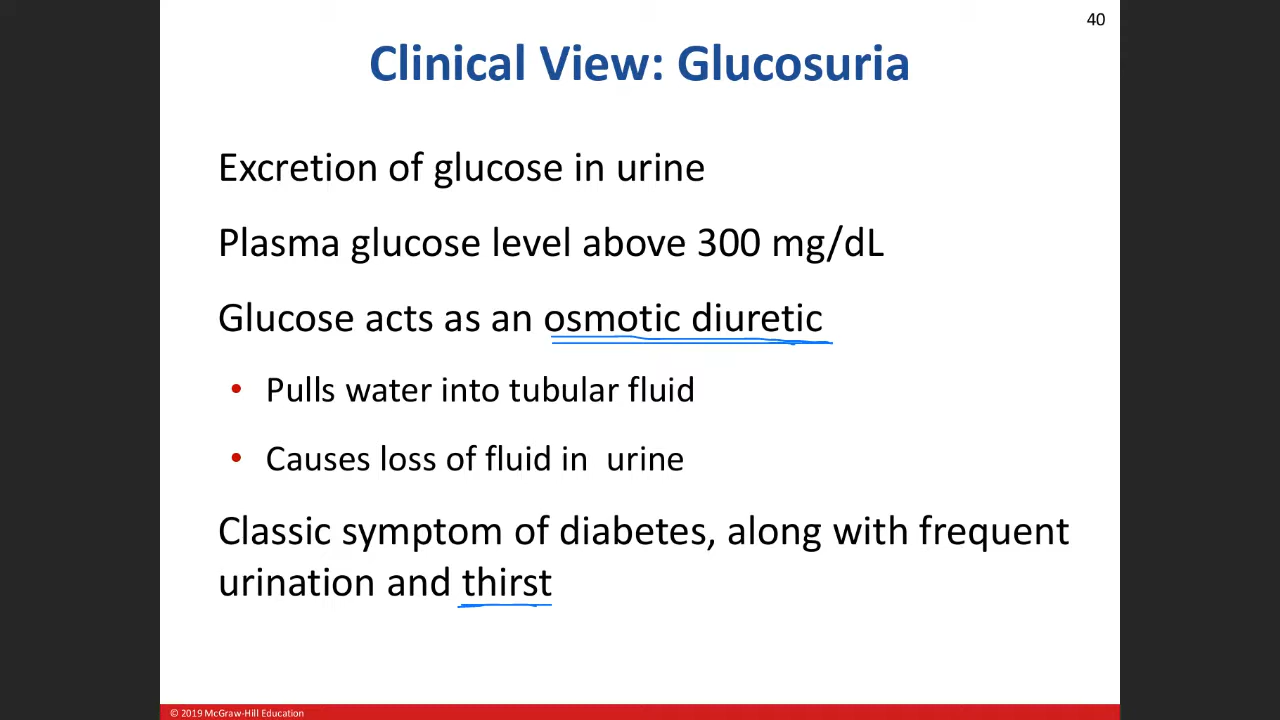 40
Clinical View: Glucosuria
Excretion of glucose in urine
Plasma glucose level above 300 mg/dL
Glucose acts as an osmotic diuretic
• Pulls water into tubular fluid
• Causes loss of fluid in  urine
Classic symptom of diabetes, along with frequent
urination and thirst
© 2019 McGraw-Hill Education